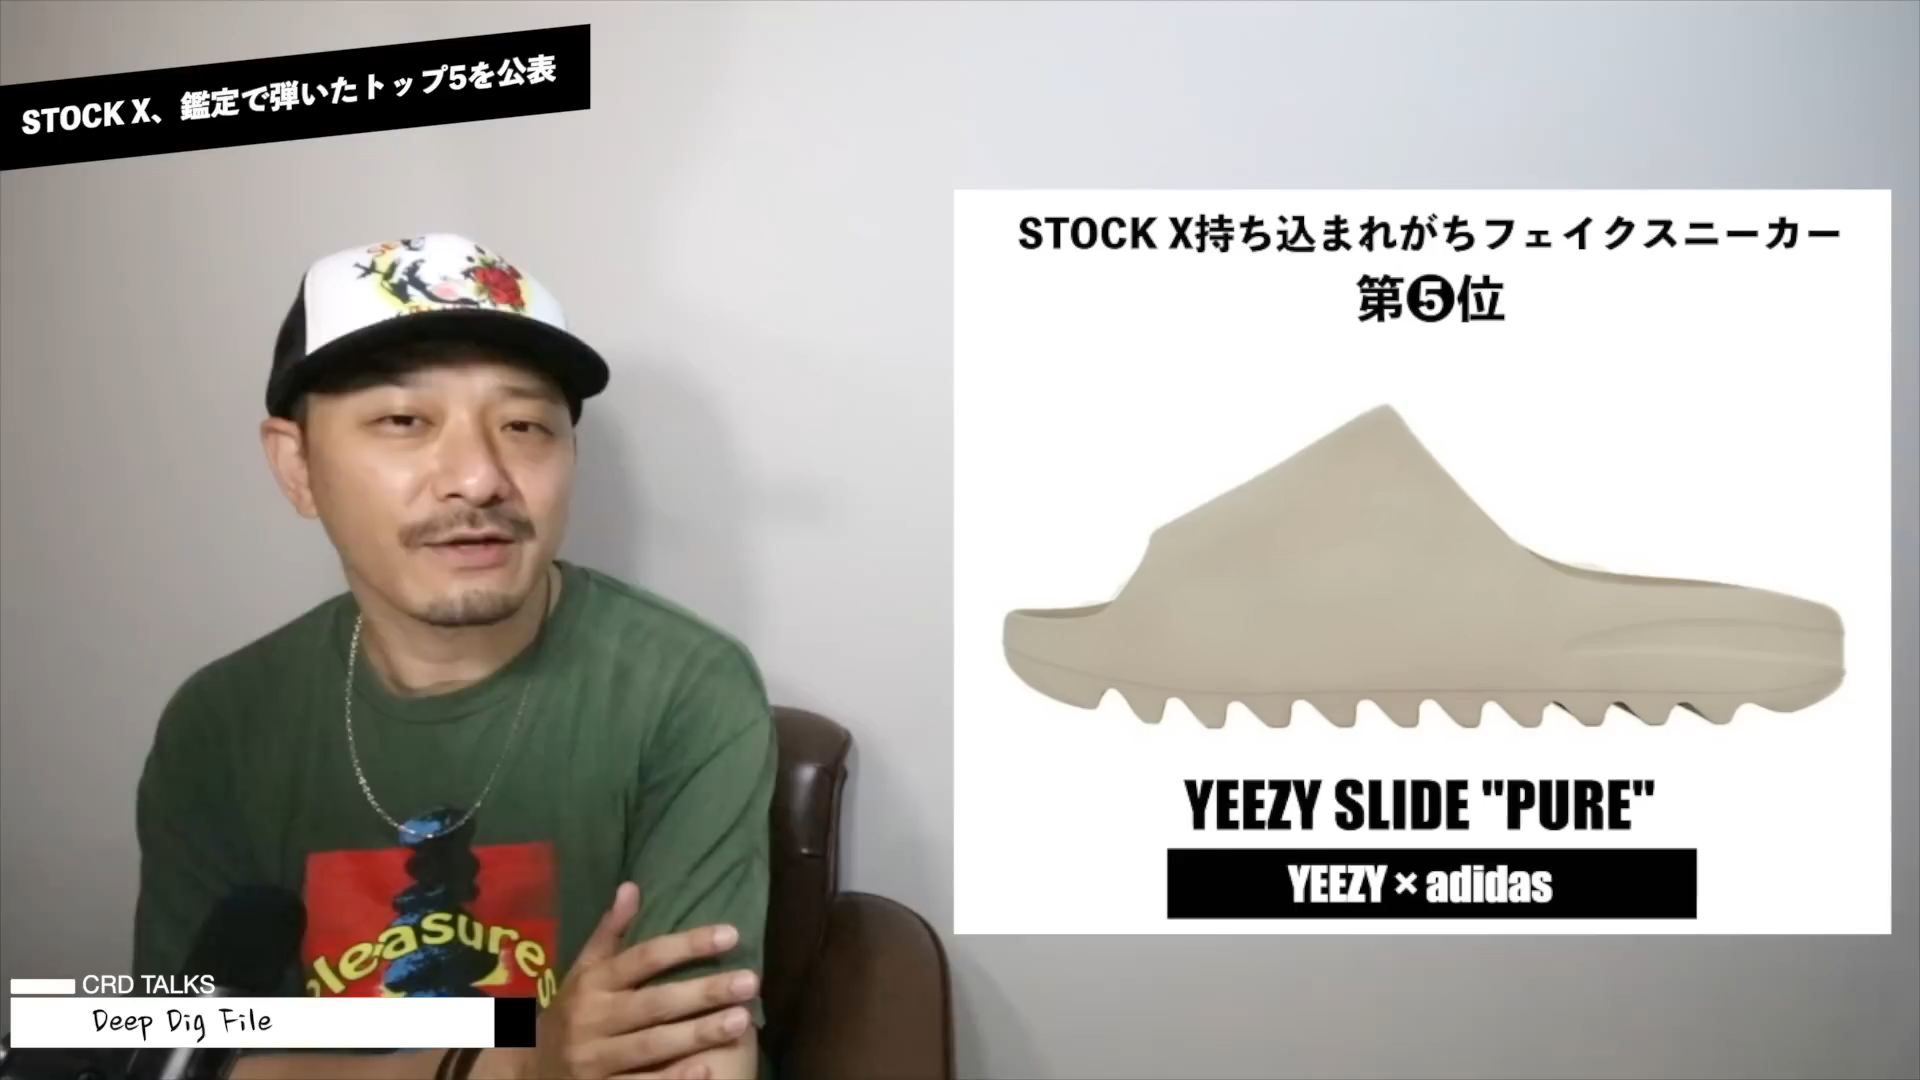 STOCK X、鑑定で弾いたトップ5を公表
STOCK X持ち込まれがちフェイクスニーカー
第❺位
YEEZY SLIDE "PURE"
YEEZY × adidas
pleasures
CRD TALKS
Deep Dig File